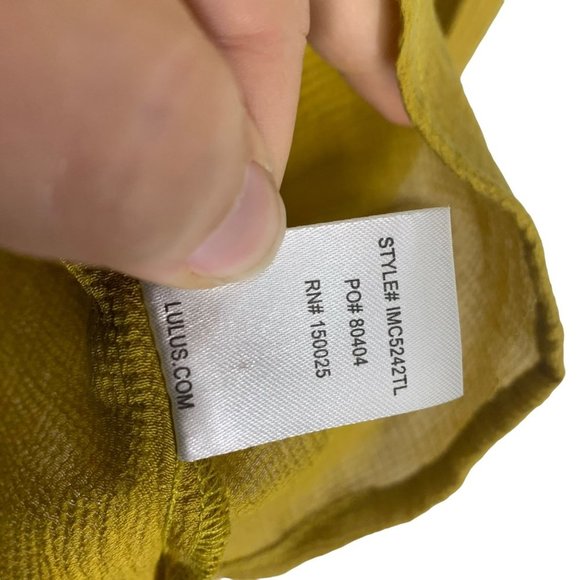 STYLE# IMC5242TL
PO# 80404
RN# 150025
LULUS.COM